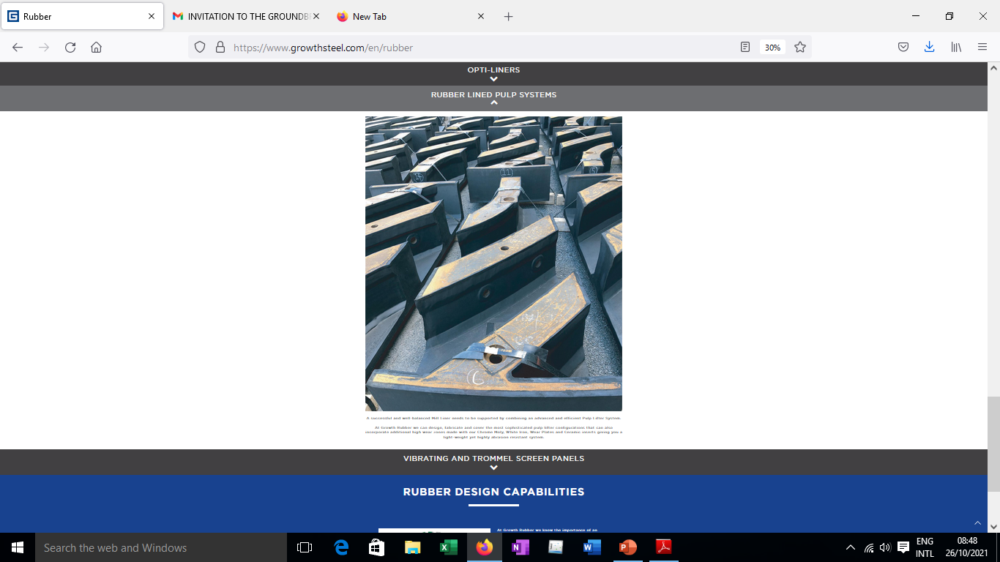 Rubber
INVITATION TO THE GROUNDBE
New Tab
https://www.growthsteel.com/en/rubber
30%
OPTI-LINERS
RUBBER LINED PULP SYSTEMS
(11)
15
(6)
A successful and well-balanced Mill Liner needs to be supported by combining an advanced and efficient Pulp Lifter System.
At Growth Rubber we can design, fabricate and cover the most sophisticated pulp lifter configurations that can also
incorporate additional high wear zones made with our Chrome Moly, White Iron, Wear Plates and Ceramic inserts giving you a
light-weight yet highly abrasion resistant system.
VIBRATING AND TROMMEL SCREEN PANELS
RUBBER DESIGN CAPABILITIES
At Growth Rubber we know the importance of an
Search the web and Windows
ENG
INTL
08:48
26/10/2021